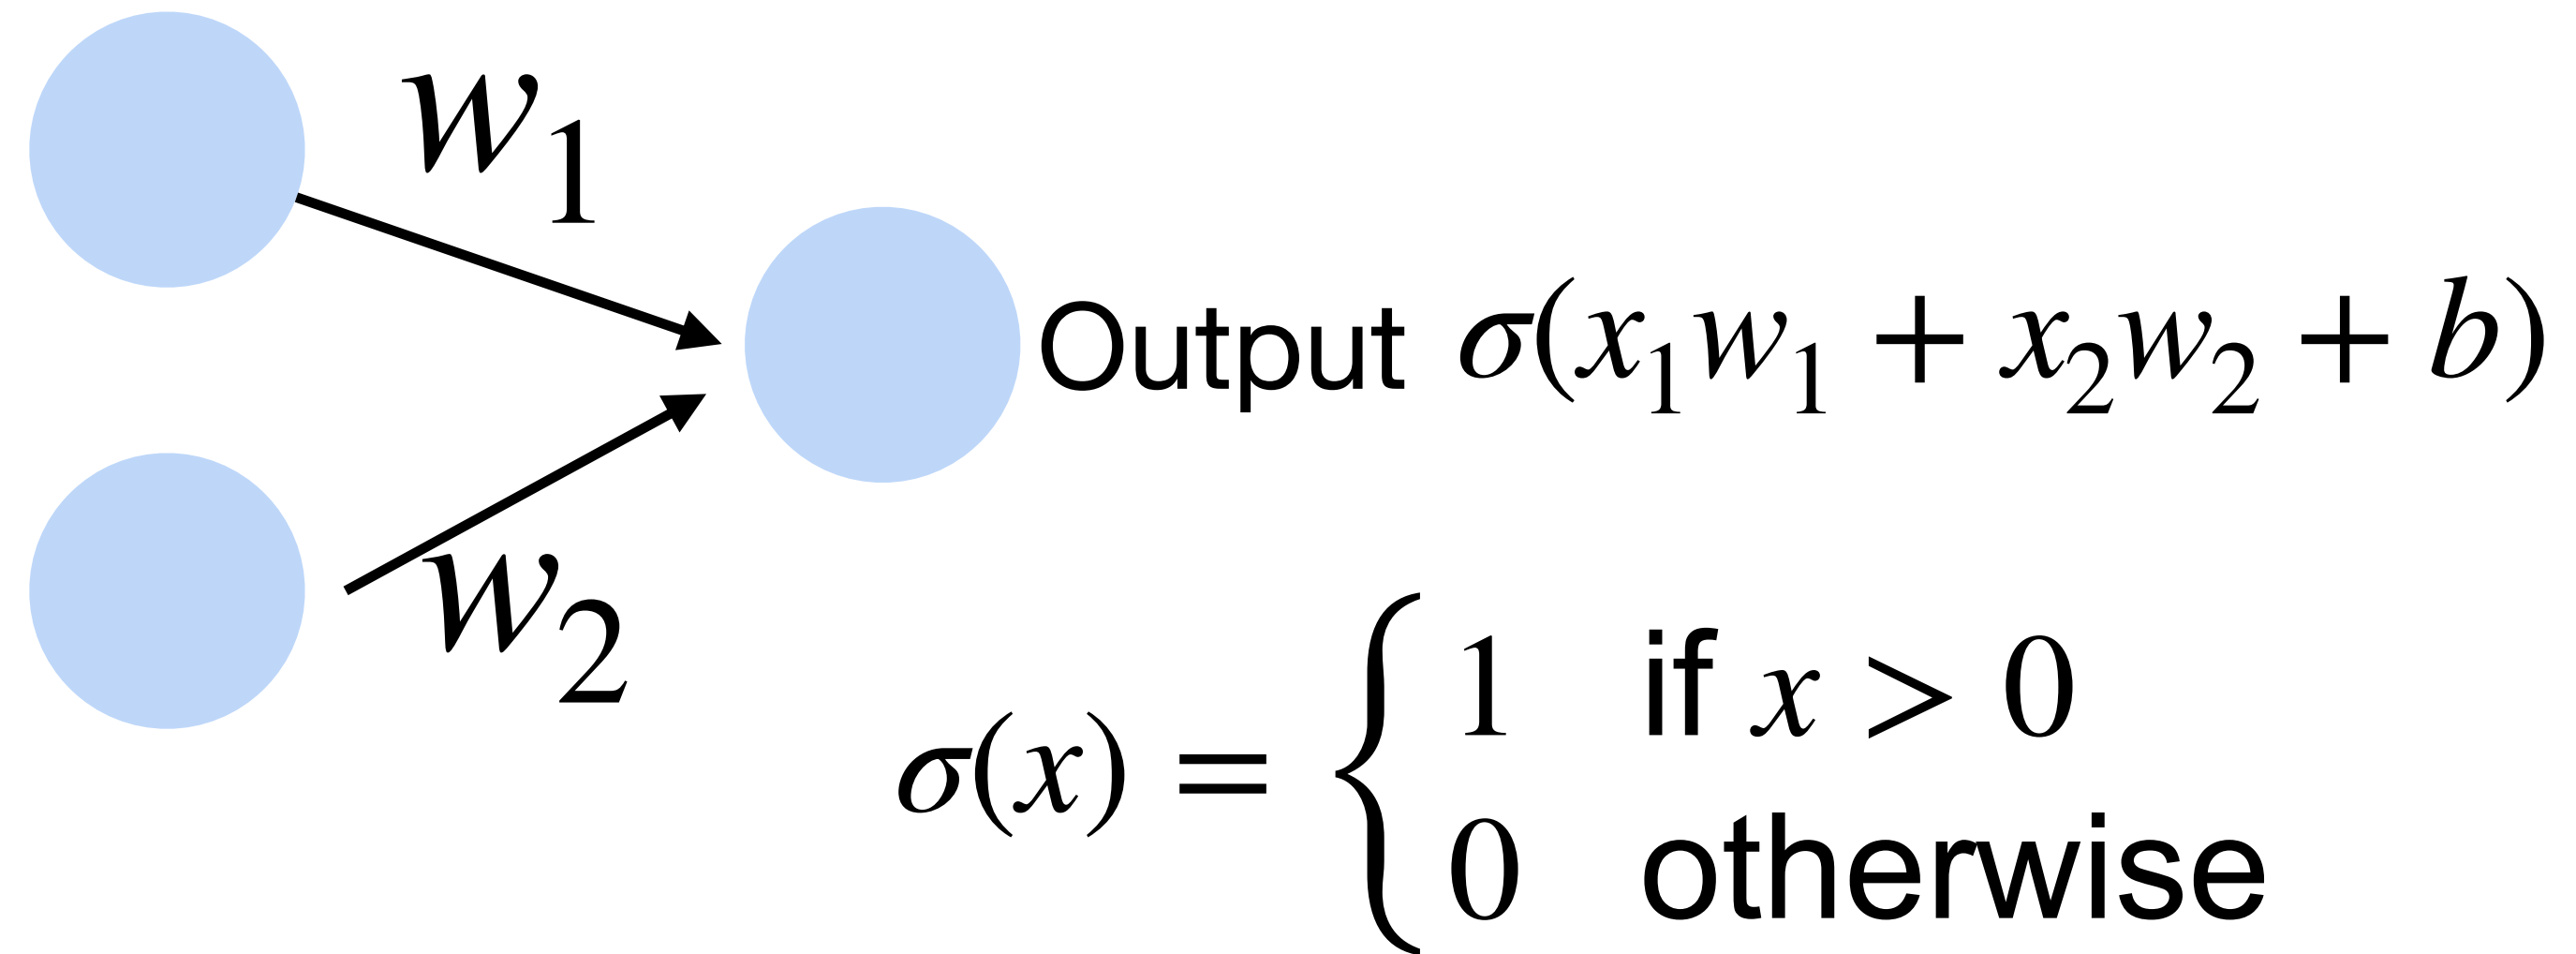 w₁
Output σ(x₁w₁ + x₂w₂ + b)
w₂
σ(x) = { 1 if x > 0
0 otherwise